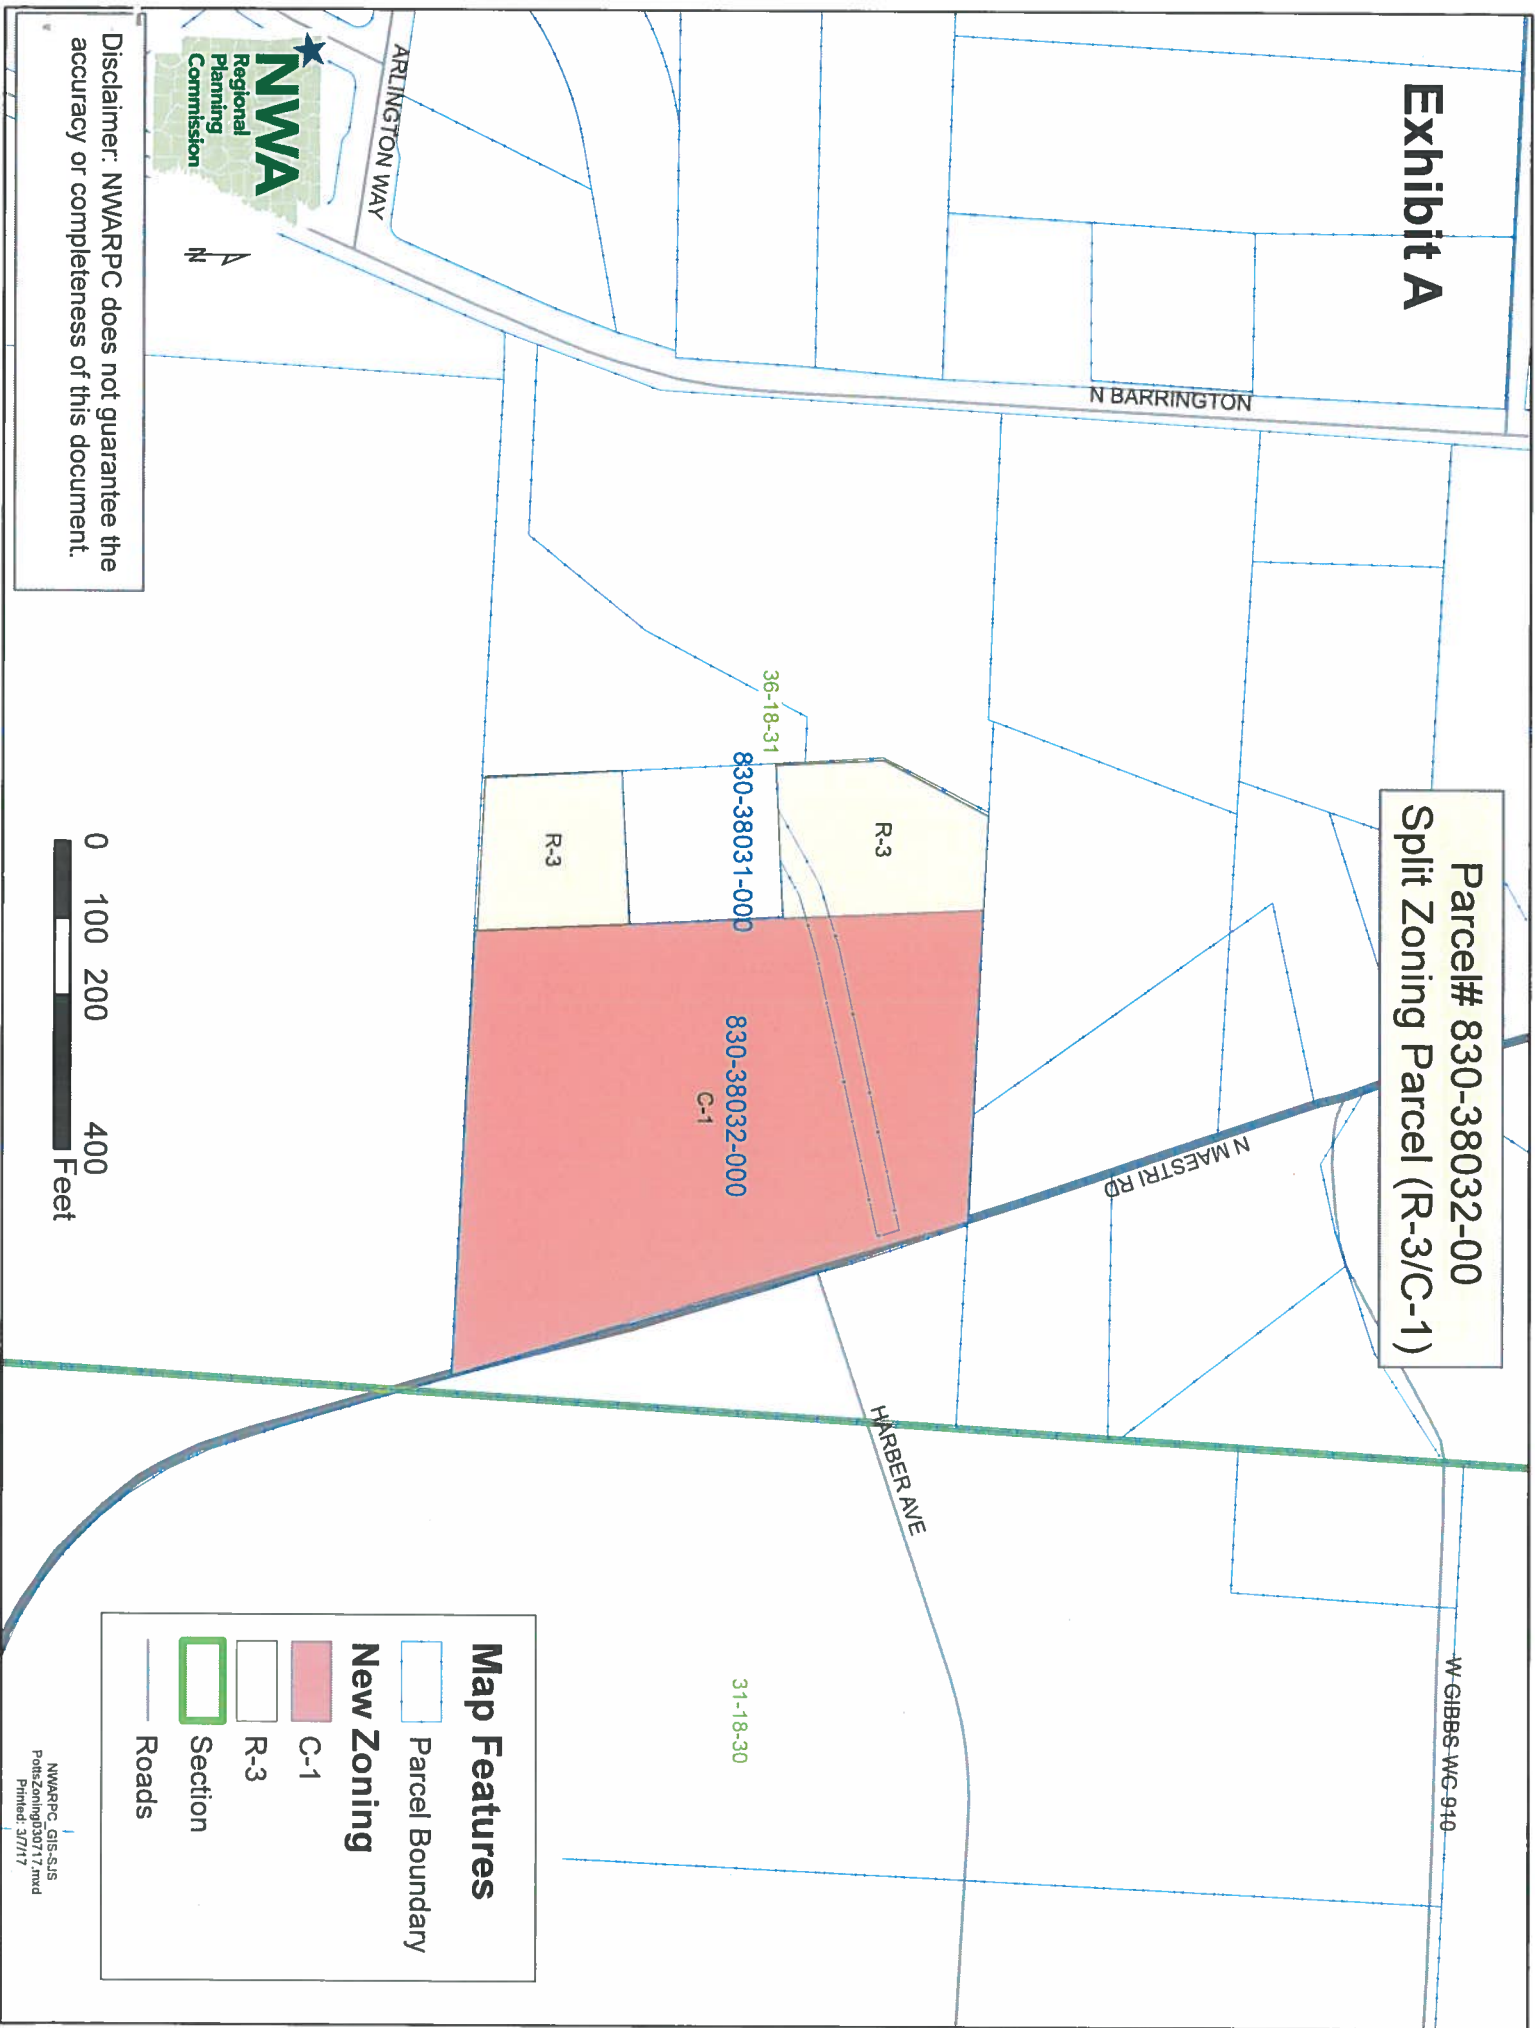 Exhibit A
Parcel# 830-38032-00
Split Zoning Parcel (R-3/C-1)
W GIBBS WC 910
N BARRINGTON
N MAESTRI RD
HARBER AVE
R-3
36-18-31
830-38031-000
830-38032-000
C-1
31-18-30
R-3
ARLINGTON WAY
NWA
Regional
Planning
Commission
N
Disclaimer: NWARPC does not guarantee the
accuracy or completeness of this document.
0 100 200 400
Feet
Map Features
Parcel Boundary
New Zoning
C-1
R-3
Section
Roads
NWARPC_GIS-SJS
PottsZoning030717.mxd
Printed: 3/7/17